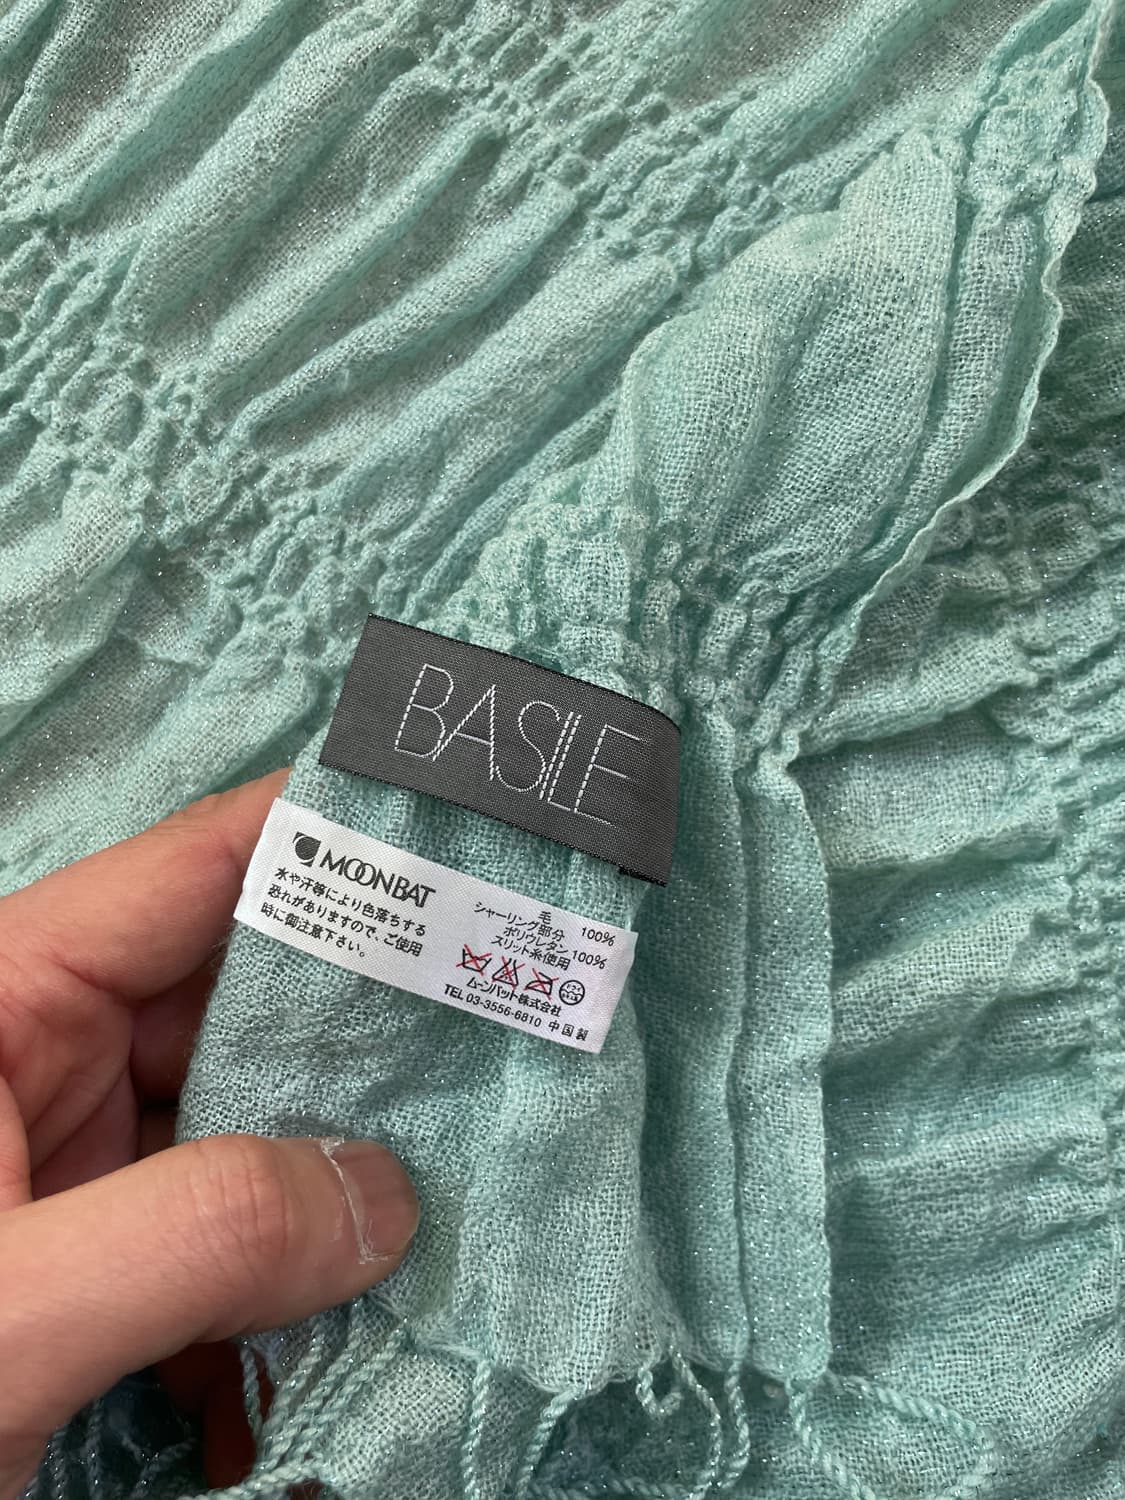 BASILE
MOONBAT
水や汗等により色落ちする
恐れがありますので、ご使用
時に御注意下さい。
毛 100%
シャーリング部分
ポリウレタン 100%
スリット糸使用
ドライ
ムーンバット株式会社
TEL 03-3556-6810 中国製